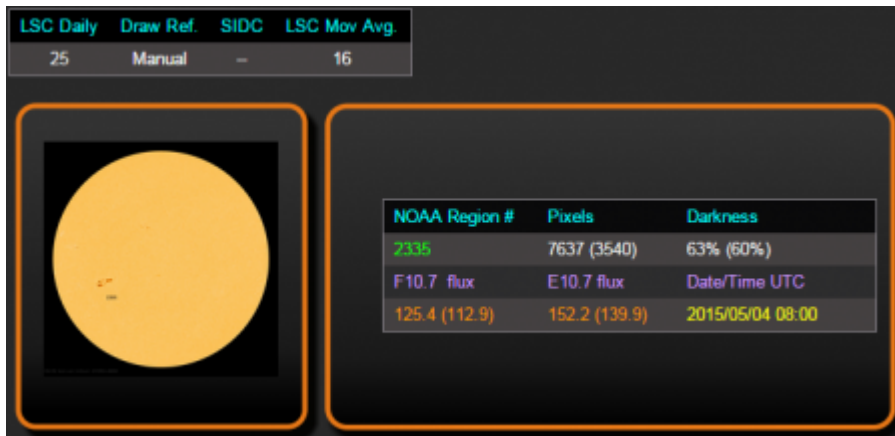 LSC Daily Draw Ref. SIDC LSC Mov Avg.
25 Manual – 16
NOAA Region # Pixels Darkness
2335 7637 (3540) 63% (60%)
F10.7 flux E10.7 flux Date/Time UTC
125.4 (112.9) 152.2 (139.9) 2015/05/04 08:00